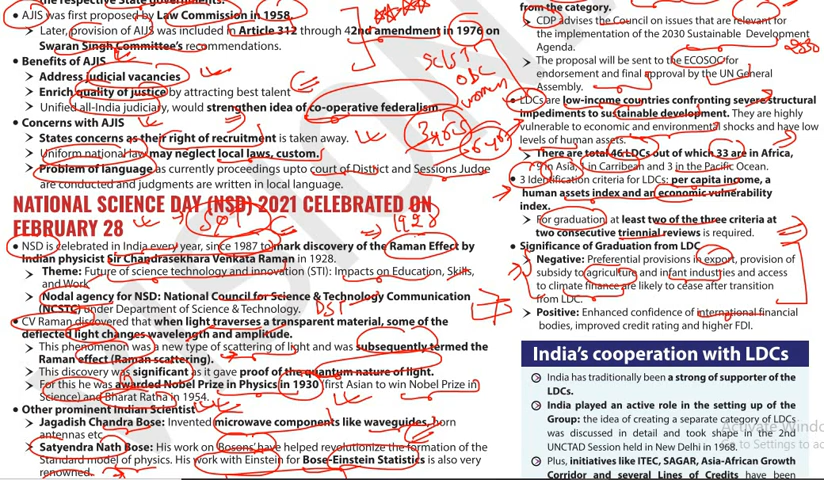 the respective State governments.
• AJIS was first proposed by Law Commission in 1958.
➤ Later, provision of AIJS was included in Article 312 through 42nd amendment in 1976 on
Swaran Singh Committee's recommendations.
• Benefits of AJIS
➤ Address judicial vacancies
➤ Enrich quality of justice by attracting best talent
➤ Unified all-India judiciary, would strengthen idea of co-operative federalism
• Concerns with AJIS
➤ States concerns as their right of recruitment is taken away.
➤ Uniform national law may neglect local laws, custom.
➤ Problem of language as currently proceedings upto court of District and Sessions Judge
are conducted and judgments are written in local language.
NATIONAL SCIENCE DAY (NSD) 2021 CELEBRATED ON
FEBRUARY 28
1928
• NSD is celebrated in India every year, since 1987 to mark discovery of the Raman Effect by
Indian physicist Sir Chandrasekhara Venkata Raman in 1928.
➤ Theme: Future of science technology and innovation (STI): Impacts on Education, Skills,
and Work
➤ Nodal agency for NSD: National Council for Science & Technology Communication
(NCSTC) under Department of Science & Technology.
DST
• CV Raman discovered that when light traverses a transparent material, some of the
deflected light changes wavelength and amplitude.
➤ This phenomenon was a new type of scattering of light and was subsequently termed the
Raman effect (Raman scattering).
➤ This discovery was significant as it gave proof of the quantum nature of light.
➤ For this he was awarded Nobel Prize in Physics in 1930 (first Asian to win Nobel Prize in
Science) and Bharat Ratna in 1954.
• Other prominent Indian Scientist
➤ Jagadish Chandra Bose: Invented microwave components like waveguides, horn
antennas etc
➤ Satyendra Nath Bose: His work on Bosons' have helped revolutionize the formation of the
Standard model of physics. His work with Einstein for Bose-Einstein Statistics is also very
renowned.
SC/ST
OBC
women
from the category.
➤ CDP advises the Council on issues that are relevant for
the implementation of the 2030 Sustainable Development
Agenda.
➤ The proposal will be sent to the ECOSOC for
endorsement and final approval by the UN General
Assembly.
• LDCs are low-income countries confronting severe structural
impediments to sustainable development. They are highly
vulnerable to economic and environmental shocks and have low
levels of human assets.
➤ There are total 46 LDCs out of which 33 are in Africa,
9 in Asia, in Carribean and 3 in the Pacific Ocean.
• 3 Identification criteria for LDCs: per capita income, a
human assets index and an economic vulnerability
index.
➤ For graduation, at least two of the three criteria at
two consecutive triennial reviews is required.
• Significance of Graduation from LDC
➤ Negative: Preferential provisions in export, provision of
subsidy to agriculture and infant industries and access
to climate finance are likely to cease after transition
from LDC.
➤ Positive: Enhanced confidence of international financial
bodies, improved credit rating and higher FDI.
India's cooperation with LDCs
India has traditionally been a strong of supporter of the
LDCs.
India played an active role in the setting up of the
Group: the idea of creating a separate category of LDCs
was discussed in detail and took shape in the 2nd
UNCTAD Session held in New Delhi in 1968.
Plus, initiatives like ITEC, SAGAR, Asia-African Growth
Corridor and several Lines of Credits have been
Activate Windows
to Settings to ac